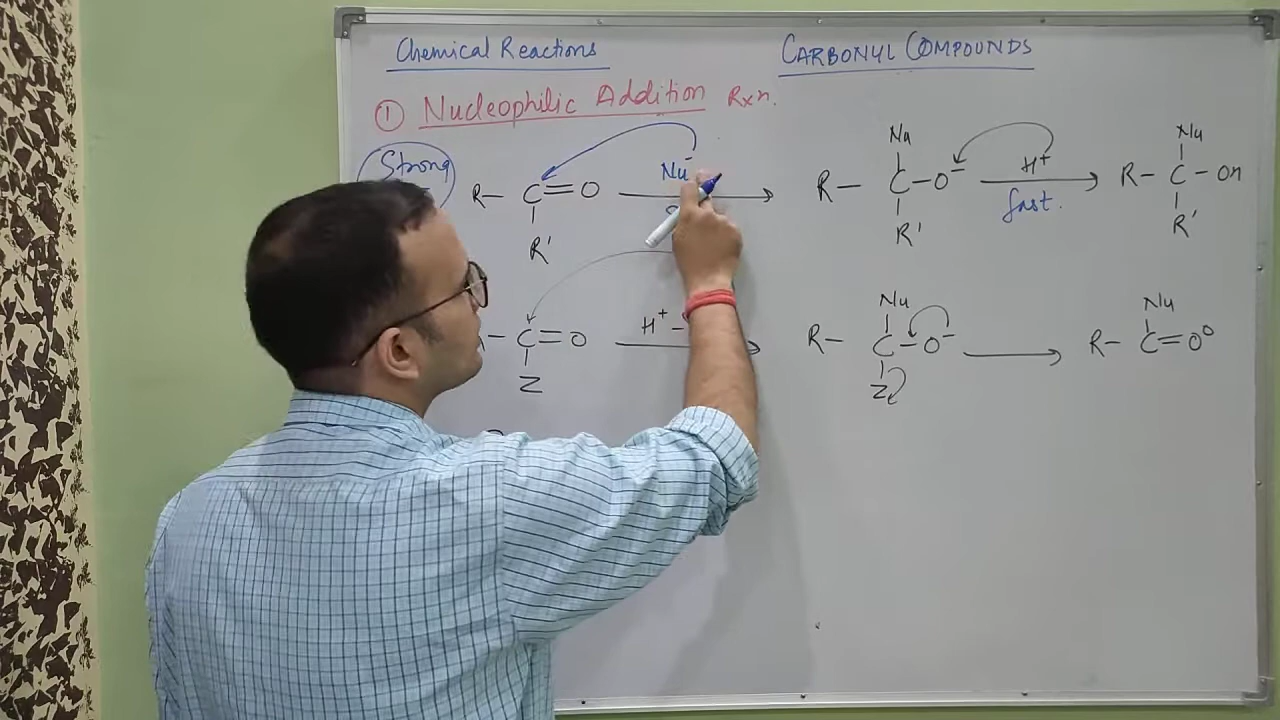 Chemical Reactions
CARBONYL COMPOUNDS
① Nucleophilic Addition Rxn.
Strong
R— C=O
R'
Nu⁻
R— C—O⁻
Nu
R'
H⁺
fast.
R— C—OH
Nu
R'
— C=O
Z
H⁺—
R— C—O⁻
Nu
Z
R— C=O
Nu